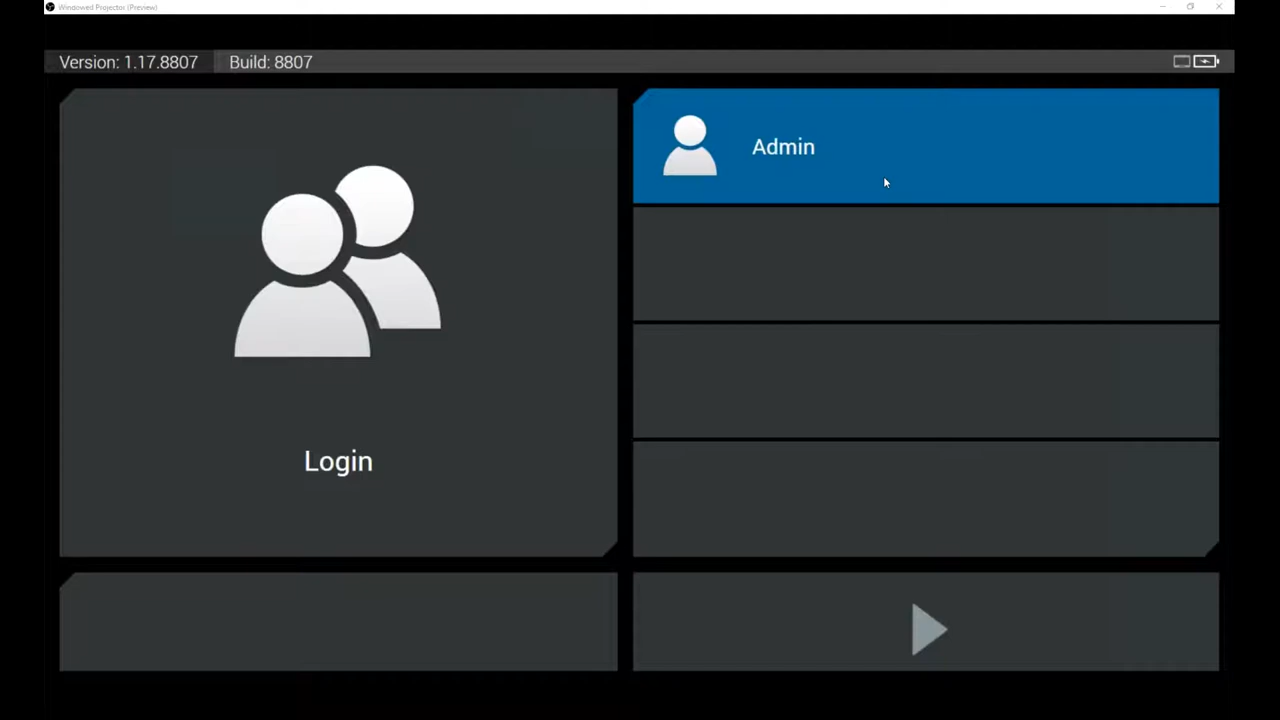 Windowed Projector (Preview)
Version: 1.17.8807
Build: 8807
Admin
Login